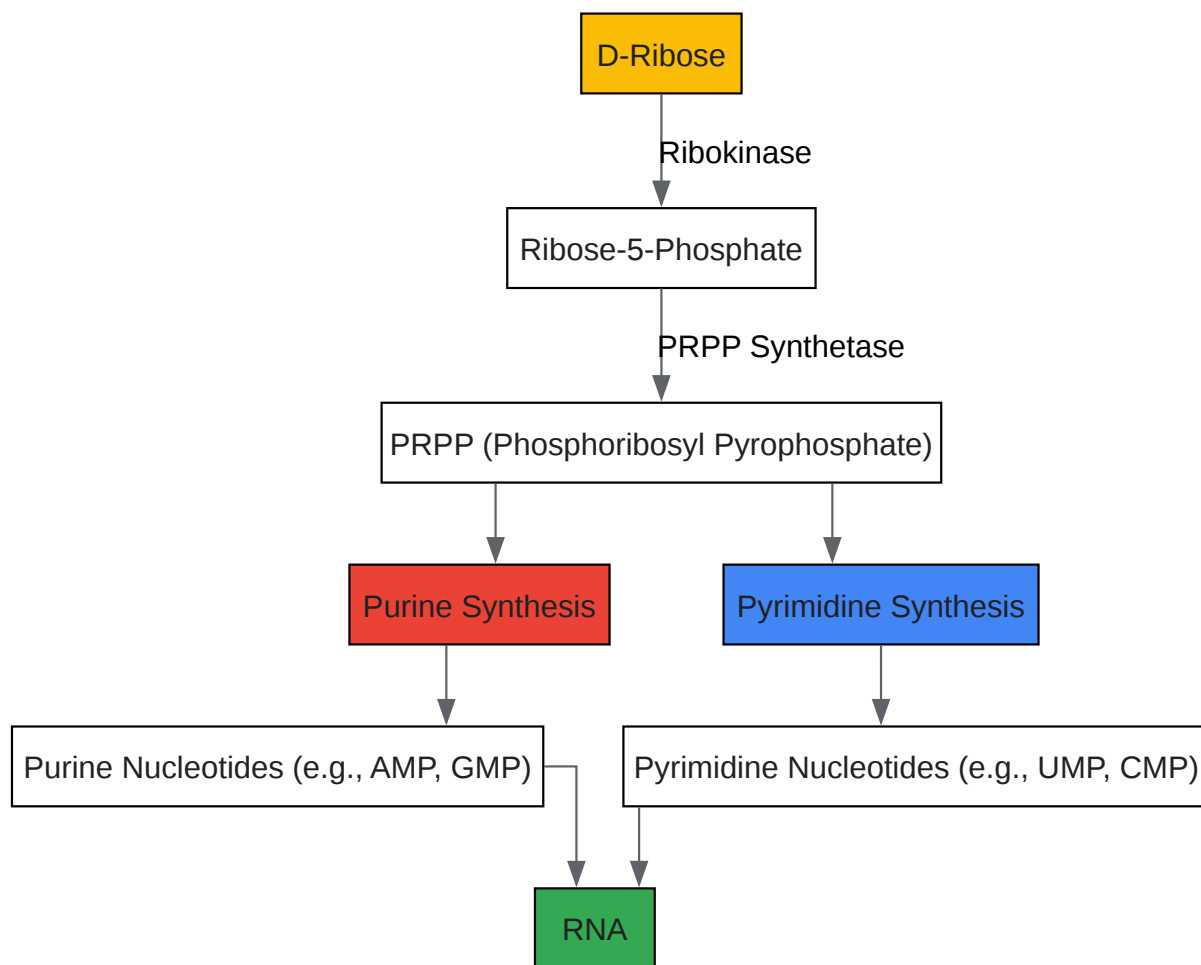 D-Ribose
Ribokinase
Ribose-5-Phosphate
PRPP Synthetase
PRPP (Phosphoribosyl Pyrophosphate)
Purine Synthesis
Pyrimidine Synthesis
Purine Nucleotides (e.g., AMP, GMP)
Pyrimidine Nucleotides (e.g., UMP, CMP)
RNA